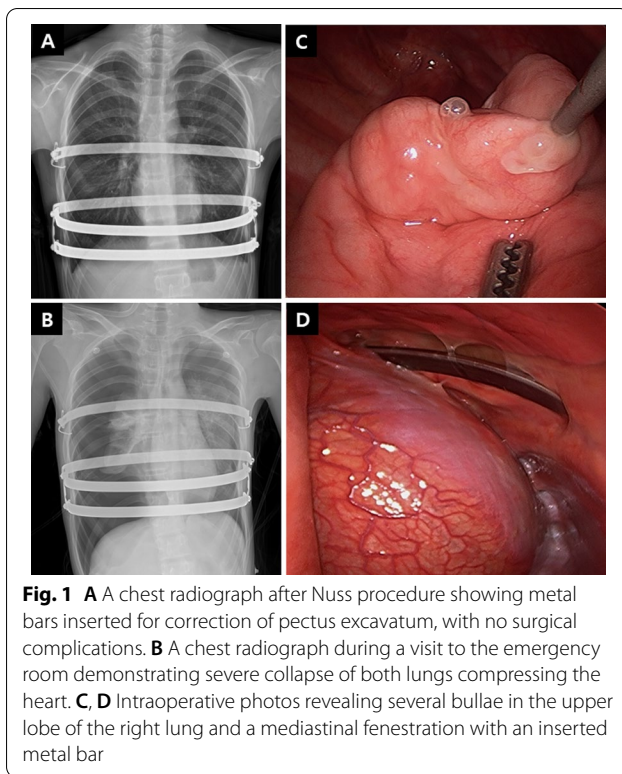 A
C
B
D
Fig. 1 A A chest radiograph after Nuss procedure showing metal
bars inserted for correction of pectus excavatum, with no surgical
complications. B A chest radiograph during a visit to the emergency
room demonstrating severe collapse of both lungs compressing the
heart. C, D Intraoperative photos revealing several bullae in the upper
lobe of the right lung and a mediastinal fenestration with an inserted
metal bar